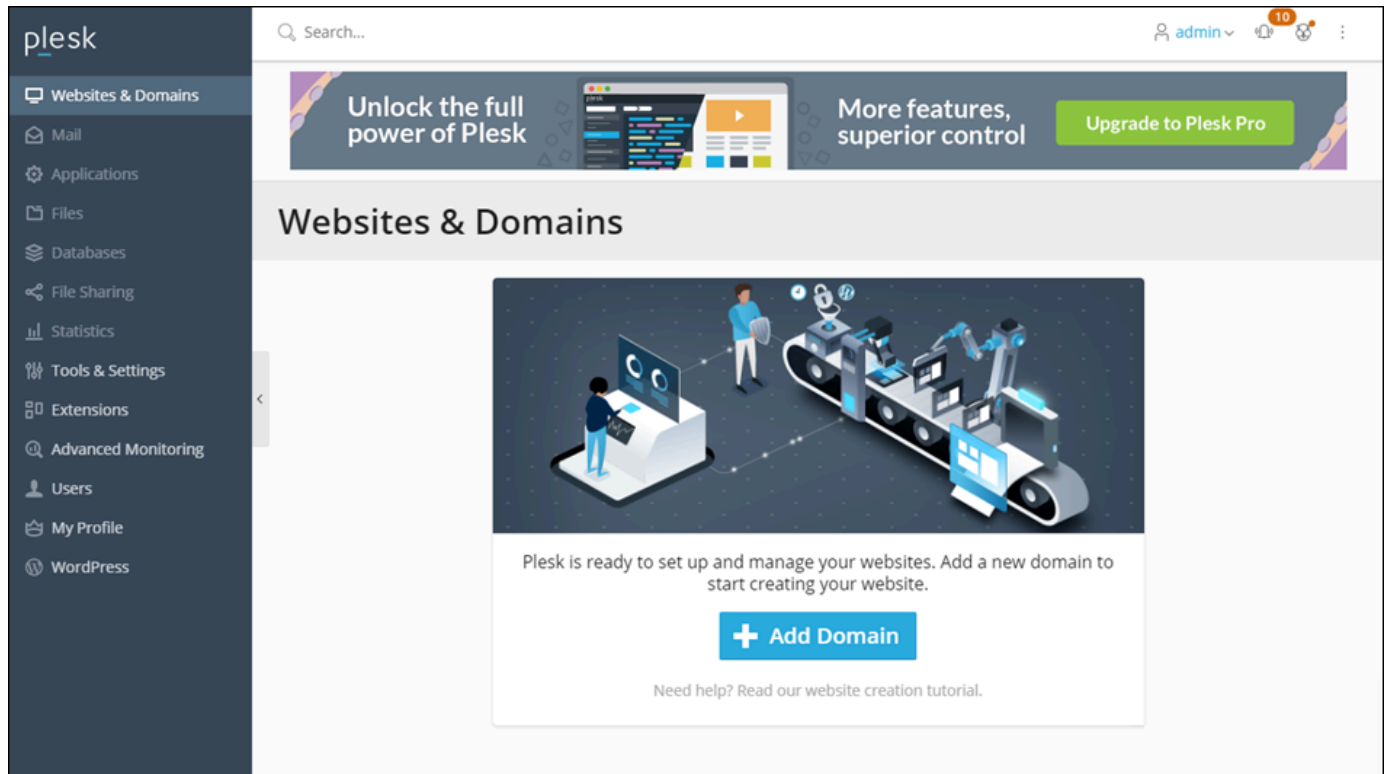 plesk
Search...
admin
10
Websites & Domains
Mail
Applications
Files
Databases
File Sharing
Statistics
Tools & Settings
Extensions
Advanced Monitoring
Users
My Profile
WordPress
Unlock the full
power of Plesk
plesk
More features,
superior control
Upgrade to Plesk Pro
Websites & Domains
Plesk is ready to set up and manage your websites. Add a new domain to
start creating your website.
Add Domain
Need help? Read our website creation tutorial.